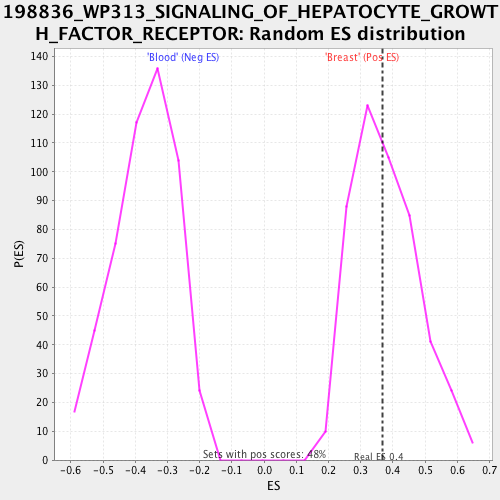 198836_WP313_SIGNALING_OF_HEPATOCYTE_GROWT
H_FACTOR_RECEPTOR: Random ES distribution
'Blood' (Neg ES)
'Breast' (Pos ES)
140
130
120
110
100
90
80
70
60
50
40
30
20
10
0
P(ES)
Sets with pos scores: 48%
Real ES 0.4
-0.6 -0.5 -0.4 -0.3 -0.2 -0.1 0.0 0.1 0.2 0.3 0.4 0.5 0.6 0.7
ES